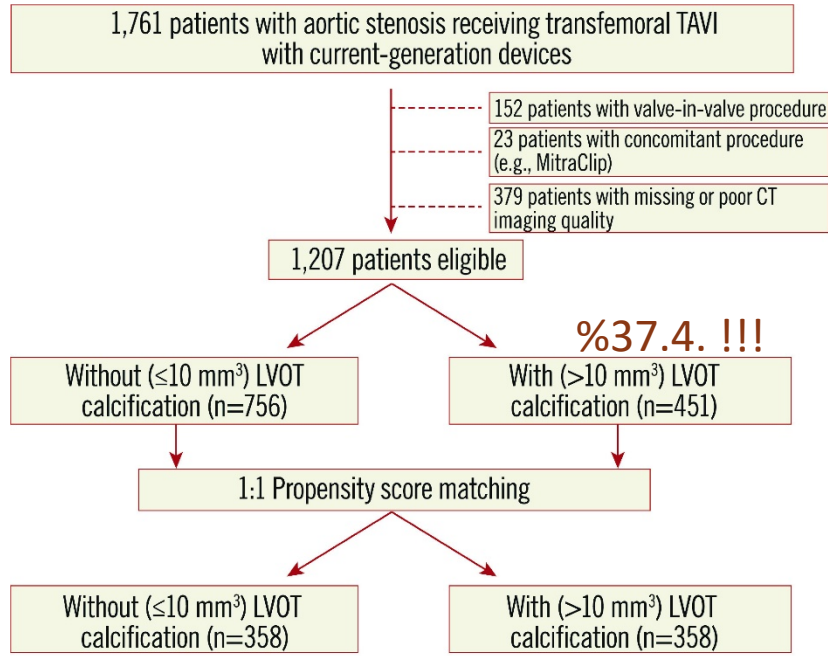 1,761 patients with aortic stenosis receiving transfemoral TAVI
with current-generation devices
152 patients with valve-in-valve procedure
23 patients with concomitant procedure
(e.g., MitraClip)
379 patients with missing or poor CT
imaging quality
1,207 patients eligible
%37.4. !!!
Without (≤10 mm³) LVOT
calcification (n=756)
With (>10 mm³) LVOT
calcification (n=451)
1:1 Propensity score matching
Without (≤10 mm³) LVOT
calcification (n=358)
With (>10 mm³) LVOT
calcification (n=358)